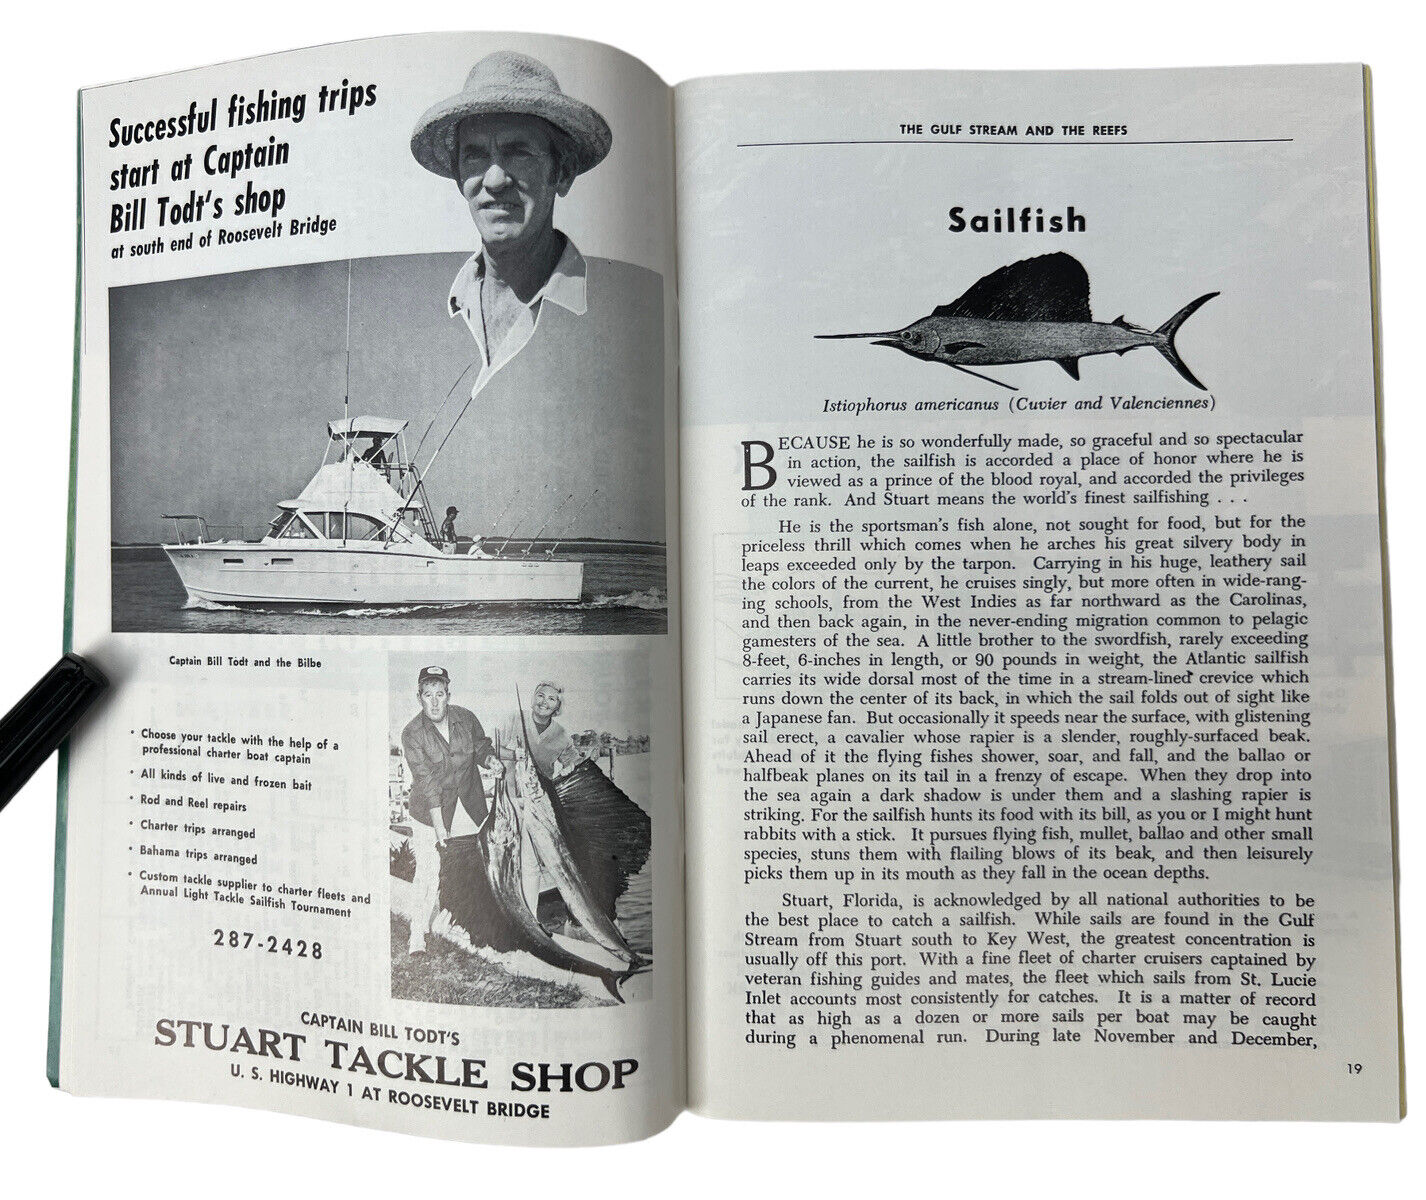 Successful fishing trips
start at Captain
Bill Todt's shop
at south end of Roosevelt Bridge
Captain Bill Todt and the Bilbe
• Choose your tackle with the help of a
professional charter boat captain
• All kinds of live and frozen bait
• Rod and Reel repairs
• Charter trips arranged
• Bahama trips arranged
• Custom tackle supplier to charter fleets and
Annual Light Tackle Sailfish Tournament
287-2428
CAPTAIN BILL TODT'S
STUART TACKLE SHOP
U. S. HIGHWAY 1 AT ROOSEVELT BRIDGE
THE GULF STREAM AND THE REEFS
Sailfish
Istiophorus americanus (Cuvier and Valenciennes)
BECAUSE he is so wonderfully made, so graceful and so spectacular
in action, the sailfish is accorded a place of honor where he is
viewed as a prince of the blood royal, and accorded the privileges
of the rank. And Stuart means the world's finest sailfishing . . .
He is the sportsman's fish alone, not sought for food, but for the
priceless thrill which comes when he arches his great silvery body in
leaps exceeded only by the tarpon. Carrying in his huge, leathery sail
the colors of the current, he cruises singly, but more often in wide-rang-
ing schools, from the West Indies as far northward as the Carolinas,
and then back again, in the never-ending migration common to pelagic
gamesters of the sea. A little brother to the swordfish, rarely exceeding
8-feet, 6-inches in length, or 90 pounds in weight, the Atlantic sailfish
carries its wide dorsal most of the time in a stream-lined crevice which
runs down the center of its back, in which the sail folds out of sight like
a Japanese fan. But occasionally it speeds near the surface, with glistening
sail erect, a cavalier whose rapier is a slender, roughly-surfaced beak.
Ahead of it the flying fishes shower, soar, and fall, and the ballao or
halfbeak planes on its tail in a frenzy of escape. When they drop into
the sea again a dark shadow is under them and a slashing rapier is
striking. For the sailfish hunts its food with its bill, as you or I might hunt
rabbits with a stick. It pursues flying fish, mullet, ballao and other small
species, stuns them with flailing blows of its beak, and then leisurely
picks them up in its mouth as they fall in the ocean depths.
Stuart, Florida, is acknowledged by all national authorities to be
the best place to catch a sailfish. While sails are found in the Gulf
Stream from Stuart south to Key West, the greatest concentration is
usually off this port. With a fine fleet of charter cruisers captained by
veteran fishing guides and mates, the fleet which sails from St. Lucie
Inlet accounts most consistently for catches. It is a matter of record
that as high as a dozen or more sails per boat may be caught
during a phenomenal run. During late November and December,
19